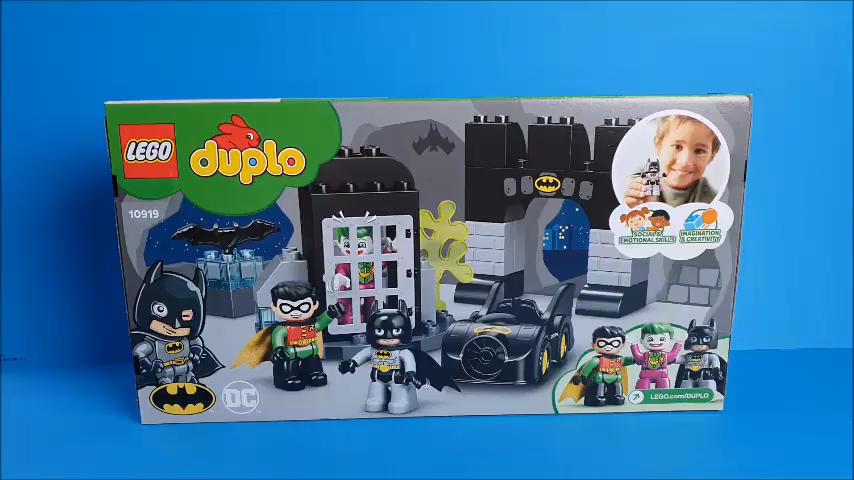 LEGO
duplo
10919
SOCIAL &
EMOTIONAL SKILLS
IMAGINATION
& CREATIVITY
DC
LEGO.com/DUPLO